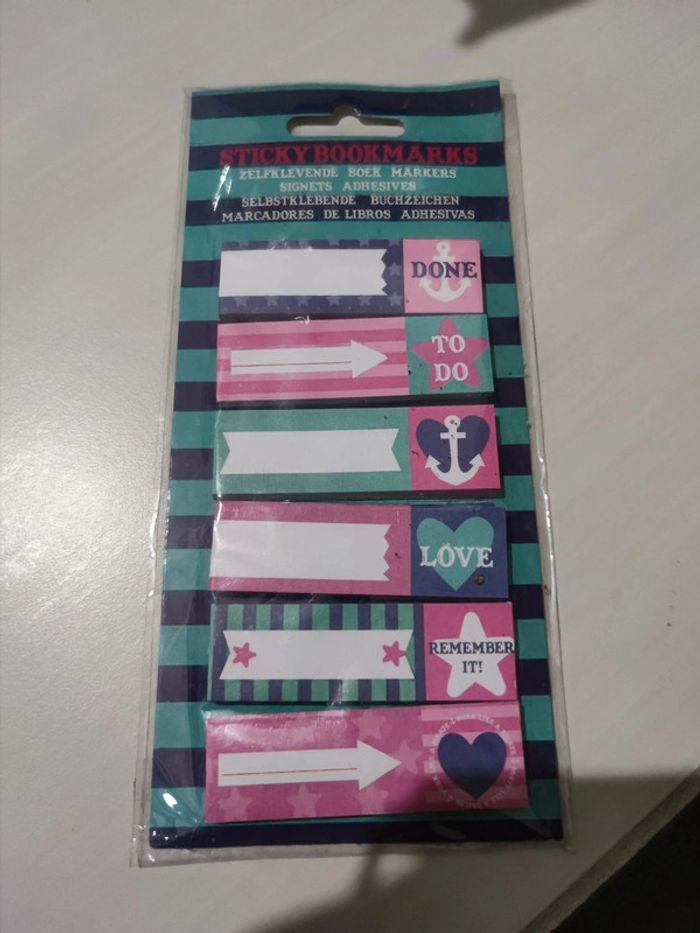 STICKY BOOKMARKS
ZELFKLEVENDE BOEK MARKERS
SIGNETS ADHESIVES
SELBSTKLEBENDE BUCHZEICHEN
MARCADORES DE LIBROS ADHESIVAS
DONE
TO
DO
LOVE
REMEMBER
IT!